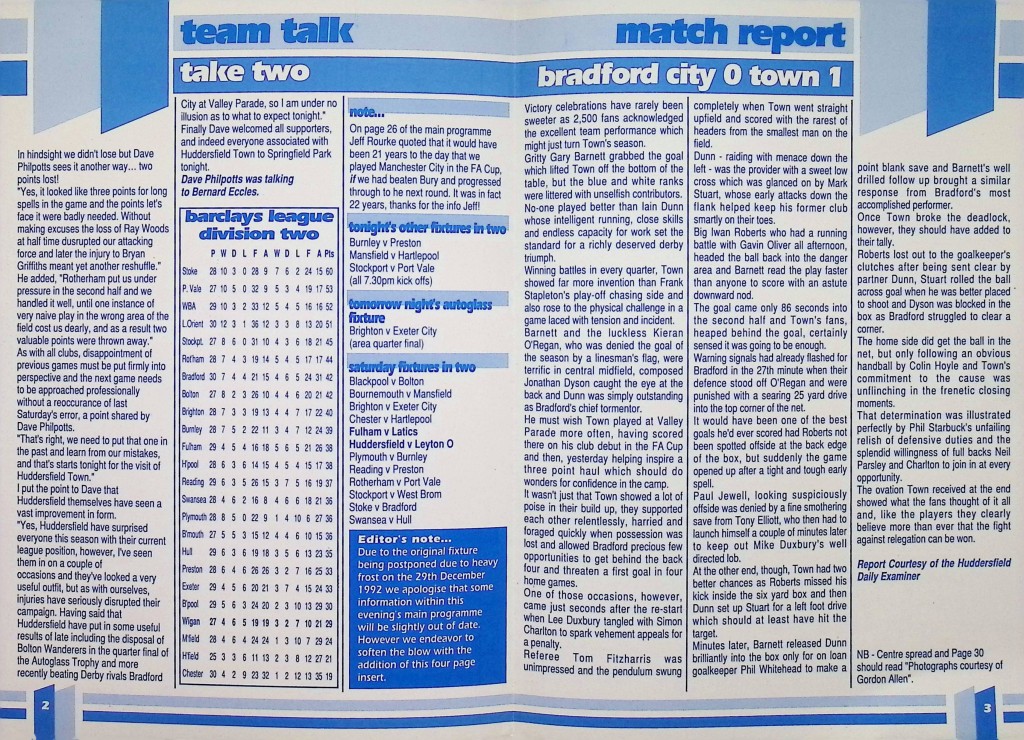 team talk
take two
In hindsight we didn't lose but Dave
Philpotts sees it another way... two
points lost!
"Yes, it looked like three points for long
spells in the game and the points let's
face it were badly needed. Without
making excuses the loss of Ray Woods
at half time dusrupted our attacking
force and later the injury to Bryan
Griffiths meant yet another reshuffle."
He added, "Rotherham put us under
pressure in the second half and we
handled it well, until one instance of
very naive play in the wrong area of the
field cost us dearly, and as a result two
valuable points were thrown away."
As with all clubs, disappointment of
previous games must be put firmly into
perspective and the next game needs
to be approached professionally
without a reoccurance of last
Saturday's error, a point shared by
Dave Philpotts.
"That's right, we need to put that one in
the past and learn from our mistakes,
and that's starts tonight for the visit of
Huddersfield Town."
I put the point to Dave that
Huddersfield themselves have seen a
vast improvement in form.
"Yes, Huddersfield have surprised
everyone this season with their current
league position, however, I've seen
them in on a couple of
occasions and they've looked a very
useful outfit, but as with ourselves,
injuries have seriously disrupted their
campaign. Having said that
Huddersfield have put in some useful
results of late including the disposal of
Bolton Wanderers in the quarter final of
the Autoglass Trophy and more
recently beating Derby rivals Bradford
City at Valley Parade, so I am under no
illusion as to what to expect tonight."
Finally Dave welcomed all supporters,
and indeed everyone associated with
Huddersfield Town to Springfield Park
tonight.
Dave Philpotts was talking
to Bernard Eccles.
barclays league
division two
P W D L F A W D L F A Pts
Stoke 28 10 3 0 28 9 7 6 2 24 15 60
P. Vale 27 10 5 0 32 9 5 3 4 19 17 53
WBA 29 10 3 2 33 12 5 4 5 16 16 52
L.Orient 30 12 3 1 36 12 3 3 8 13 20 51
Stockpt. 27 8 6 0 31 10 4 3 6 18 21 45
Rotham 28 7 4 3 19 14 5 4 5 17 17 44
Bradford 30 7 4 4 21 15 4 6 5 24 31 42
Bolton 27 8 2 3 26 10 4 4 6 20 21 42
Brighton 28 7 3 3 19 13 4 4 7 17 22 40
Burnley 28 7 5 2 22 11 3 4 7 12 24 39
Fulham 29 4 5 4 16 18 5 6 5 21 26 38
H'pool 28 6 3 6 14 15 4 5 4 15 17 38
Reading 29 6 3 5 26 15 3 7 5 16 19 37
Swansea 28 4 6 2 16 8 4 6 6 18 21 36
Plymouth 28 8 5 0 22 9 1 4 10 6 27 36
B'mouth 27 5 5 3 15 12 4 4 6 10 15 36
Hull 29 6 3 6 19 18 3 5 6 13 23 35
Preston 28 6 4 6 26 26 3 2 7 16 25 33
Exeter 29 4 5 6 20 21 3 7 4 15 24 33
B'pool 29 5 6 3 24 20 2 3 10 13 29 30
Wigan 27 4 6 5 19 19 3 2 7 10 21 29
M'field 28 4 6 4 24 24 1 3 10 7 29 24
H'field 25 3 3 6 11 13 2 3 8 12 27 21
Chester 30 4 2 9 23 32 1 2 12 13 35 19
note...
On page 26 of the main programme
Jeff Rourke quoted that it would have
been 21 years to the day that we
played Manchester City in the FA Cup,
if we had beaten Bury and progressed
through to he next round. It was in fact
22 years, thanks for the info Jeff!
tonight's other fixtures in two
Burnley v Preston
Mansfield v Hartlepool
Stockport v Port Vale
(all 7.30pm kick offs)
tomorrow night's autoglass
fixture
Brighton v Exeter City
(area quarter final)
saturday fixtures in two
Blackpool v Bolton
Bournemouth v Mansfield
Brighton v Exeter City
Chester v Hartlepool
Fulham v Latics
Huddersfield v Leyton O
Plymouth v Burnley
Reading v Preston
Rotherham v Port Vale
Stockport v West Brom
Stoke v Bradford
Swansea v Hull
Editor's note...
Due to the original fixture
being postponed due to heavy
frost on the 29th December
1992 we apologise that some
information within this
evening's main programme
will be slightly out of date.
However we endeavor to
soften the blow with the
addition of this four page
insert.
2
match report
bradford city 0 town 1
Victory celebrations have rarely been
sweeter as 2,500 fans acknowledged
the excellent team performance which
might just turn Town's season.
Gritty Gary Barnett grabbed the goal
which lifted Town off the bottom of the
table, but the blue and white ranks
were littered with unsellish contributors.
No-one played better than Iain Dunn
whose intelligent running, close skills
and endless capacity for work set the
standard for a richly deserved derby
triumph.
Winning battles in every quarter, Town
showed far more invention than Frank
Stapleton's play-off chasing side and
also rose to the physical challenge in a
game laced with tension and incident.
Barnett and the luckless Kieran
O'Regan, who was denied the goal of
the season by a linesman's flag, were
terrific in central midfield, composed
Jonathan Dyson caught the eye at the
back and Dunn was simply outstanding
as Bradford's chief tormentor.
He must wish Town played at Valley
Parade more often, having scored
there on his club debut in the FA Cup
and then, yesterday helping inspire a
three point haul which should do
wonders for confidence in the camp.
It wasn't just that Town showed a lot of
poise in their build up, they supported
each other relentlessly, harried and
foraged quickly when possession was
lost and allowed Bradford precious few
opportunities to get behind the back
four and threaten a first goal in four
home games.
One of those occasions, however,
came just seconds after the re-start
when Lee Duxbury tangled with Simon
Charlton to spark vehement appeals for
a penalty.
Referee Tom Fitzharris was
unimpressed and the pendulum swung
completely when Town went straight
upfield and scored with the rarest of
headers from the smallest man on the
field.
Dunn - raiding with menace down the
left - was the provider with a sweet low
cross which was glanced on by Mark
Stuart, whose early attacks down the
flank helped keep his former club
smartly on their toes.
Big Iwan Roberts who had a running
battle with Gavin Oliver all afternoon,
headed the ball back into the danger
area and Barnett read the play faster
than anyone to score with an astute
downward nod.
The goal came only 86 seconds into
the second half and Town's fans,
heaped behind the goal, certainly
sensed it was going to be enough.
Warning signals had already flashed for
Bradford in the 27th minute when their
defence stood off O'Regan and were
punished with a searing 25 yard drive
into the top corner of the net.
It would have been one of the best
goals he'd ever scored had Roberts not
been spotted offside at the back edge
of the box, but suddenly the game
opened up after a tight and tough early
spell.
Paul Jewell, looking suspiciously
offside was denied by a fine smothering
save from Tony Elliott, who then had to
launch himself a couple of minutes later
to keep out Mike Duxbury's well
directed lob.
At the other end, though, Town had two
better chances as Roberts missed his
kick inside the six yard box and then
Dunn set up Stuart for a left foot drive
which should at least have hit the
target.
Minutes later, Barnett released Dunn
brilliantly into the box only for on loan
goalkeeper Phil Whitehead to make a
point blank save and Barnett's well
drilled follow up brought a similar
response from Bradford's most
accomplished performer.
Once Town broke the deadlock,
however, they should have added to
their tally.
Roberts lost out to the goalkeeper's
clutches after being sent clear by
partner Dunn, Stuart rolled the ball
across goal when he was better placed
to shoot and Dyson was blocked in the
box as Bradford struggled to clear a
corner.
The home side did get the ball in the
net, but only following an obvious
handball by Colin Hoyle and Town's
commitment to the cause was
unflinching in the frenetic closing
moments.
That determination was illustrated
perfectly by Phil Starbuck's unfailing
relish of defensive duties and the
splendid willingness of full backs Neil
Parsley and Charlton to join in at every
opportunity.
The ovation Town received at the end
showed what the fans thought of it all
and, like the players they clearly
believe more than ever that the fight
against relegation can be won.
Report Courtesy of the Huddersfield
Daily Examiner
NB - Centre spread and Page 30
should read "Photographs courtesy of
Gordon Allen".
3